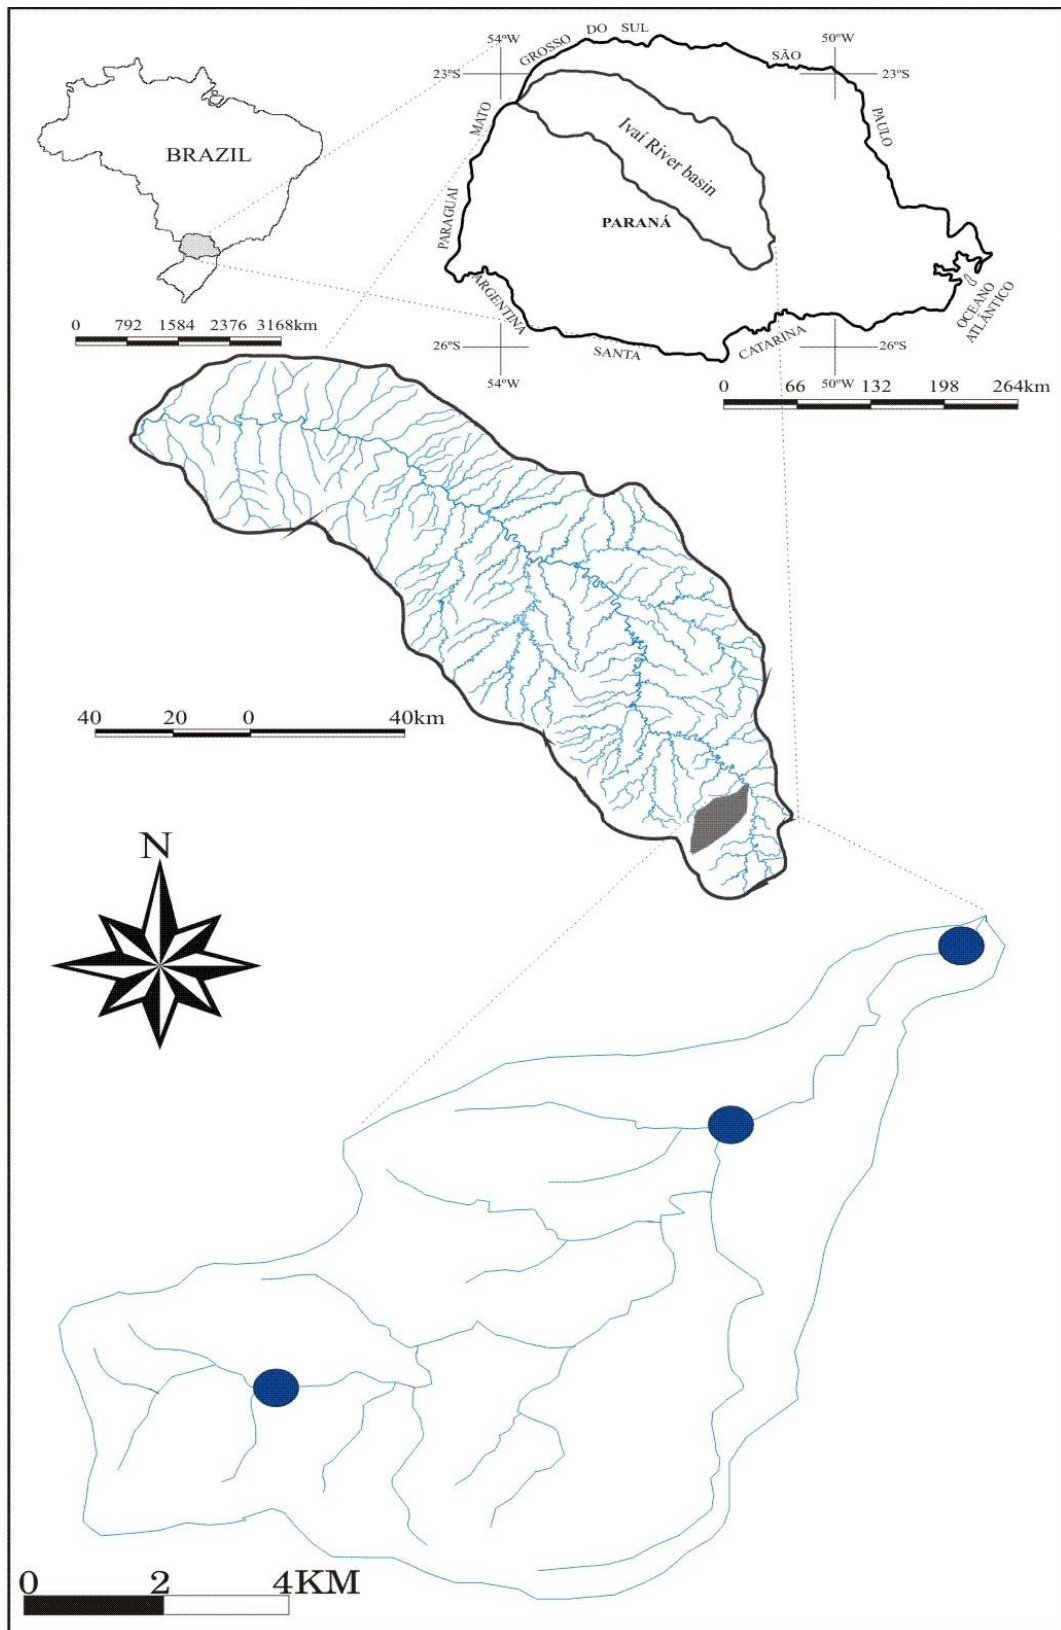 BRAZIL
0 792 1584 2376 3168km
54ºW
50ºW
23ºS
23ºS
MATO GROSSO DO SUL
SÃO PAULO
PARAGUAI
Ivaí River basin
PARANÁ
ARGENTINA
SANTA CATARINA
OCEANO
ATLÂNTICO
26ºS
26ºS
54ºW
50ºW
0 66 132 198 264km
40 20 0 40km
N
0 2 4KM